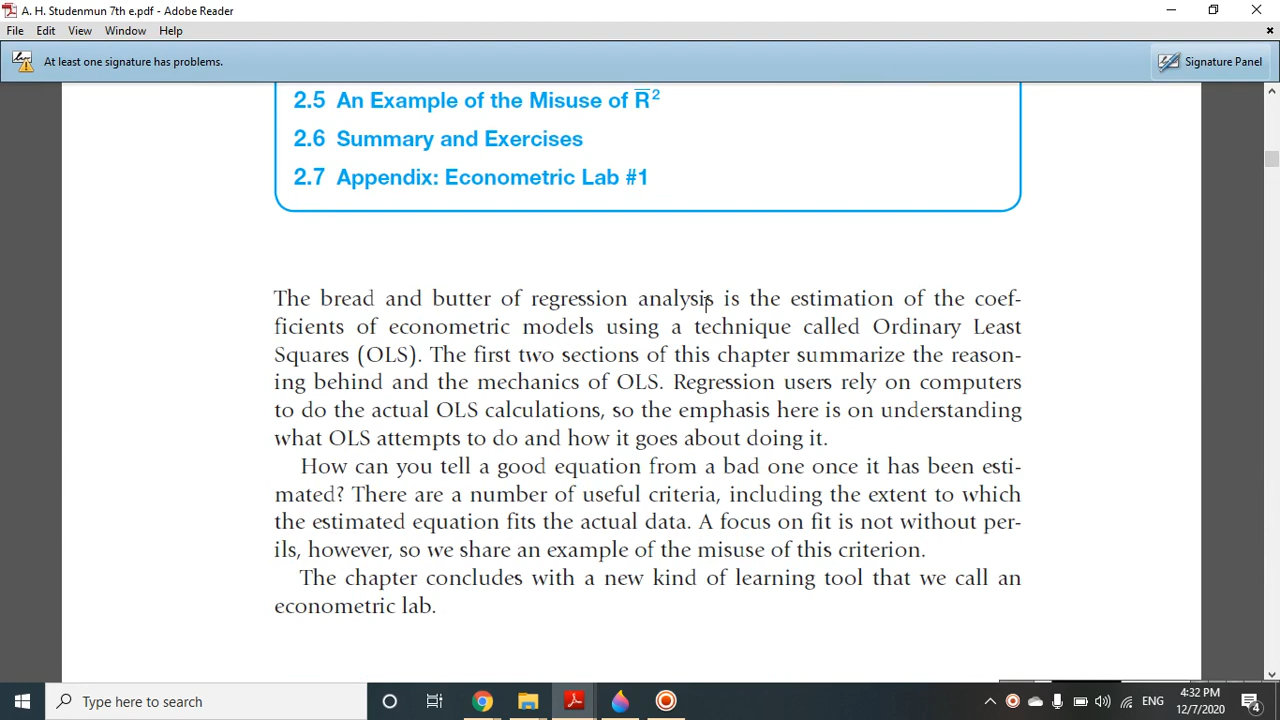 A. H. Studenmun 7th e.pdf - Adobe Reader
File Edit View Window Help
At least one signature has problems.
Signature Panel
2.5 An Example of the Misuse of R̅²
2.6 Summary and Exercises
2.7 Appendix: Econometric Lab #1
The bread and butter of regression analysis is the estimation of the coef-
ficients of econometric models using a technique called Ordinary Least
Squares (OLS). The first two sections of this chapter summarize the reason-
ing behind and the mechanics of OLS. Regression users rely on computers
to do the actual OLS calculations, so the emphasis here is on understanding
what OLS attempts to do and how it goes about doing it.
How can you tell a good equation from a bad one once it has been esti-
mated? There are a number of useful criteria, including the extent to which
the estimated equation fits the actual data. A focus on fit is not without per-
ils, however, so we share an example of the misuse of this criterion.
The chapter concludes with a new kind of learning tool that we call an
econometric lab.
Type here to search
ENG
4:32 PM
12/7/2020
4